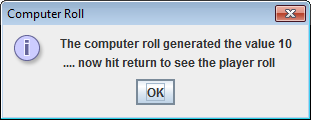 Computer Roll
The computer roll generated the value 10
.... now hit return to see the player roll
OK